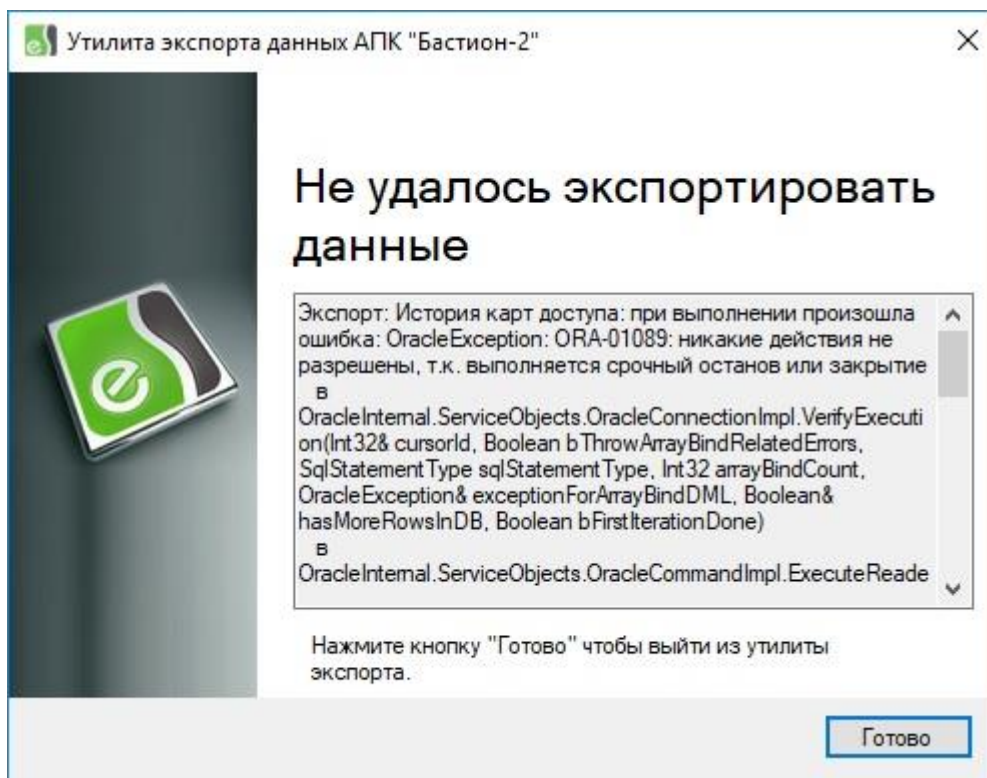 Утилита экспорта данных АПК "Бастион-2"
Не удалось экспортировать
данные
Экспорт: История карт доступа: при выполнении произошла
ошибка: OracleException: ORA-01089: никакие действия не
разрешены, т.к. выполняется срочный останов или закрытие
в
OracleInternal.ServiceObjects.OracleConnectionImpl.VerifyExecuti
on(Int32& cursorId, Boolean bThrowArrayBindRelatedErrors,
SqlStatementType sqlStatementType, Int32 arrayBindCount,
OracleException& exceptionForArrayBindDML, Boolean&
hasMoreRowsInDB, Boolean bFirstIterationDone)
в
OracleInternal.ServiceObjects.OracleCommandImpl.ExecuteReade
Нажмите кнопку "Готово" чтобы выйти из утилиты
экспорта.
Готово